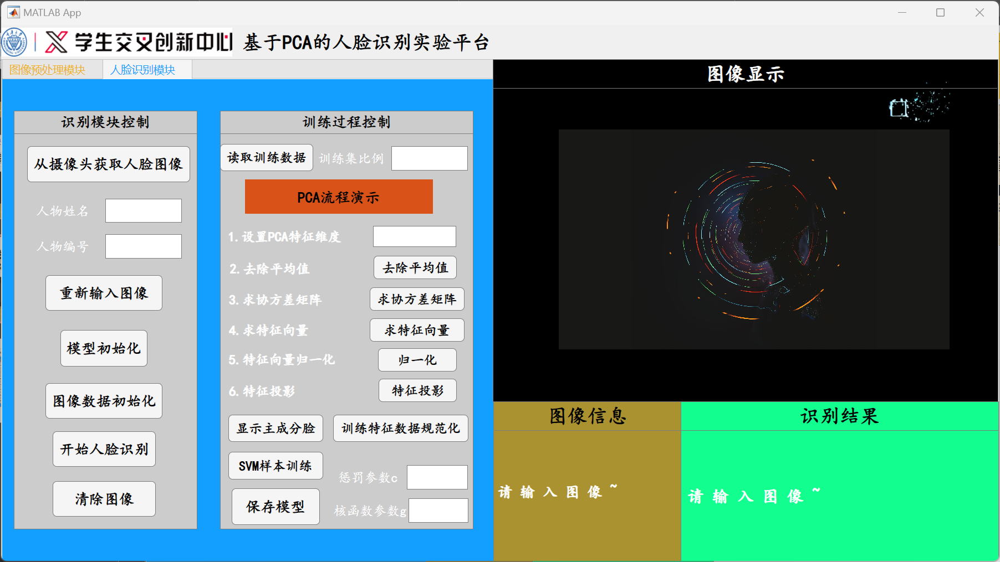 MATLAB App
学生交叉创新中心
基于PCA的人脸识别实验平台
图像预处理模块
人脸识别模块
识别模块控制
从摄像头获取人脸图像
人物姓名
人物编号
重新输入图像
模型初始化
图像数据初始化
开始人脸识别
清除图像
训练过程控制
读取训练数据
训练集比例
PCA流程演示
1.设置PCA特征维度
2.去除平均值
去除平均值
3.求协方差矩阵
求协方差矩阵
4.求特征向量
求特征向量
5.特征向量归一化
归一化
6.特征投影
特征投影
显示主成分脸
训练特征数据规范化
SVM样本训练
惩罚参数c
保存模型
核函数参数g
图像显示
图像信息
请 输 入 图 像 ~
识别结果
请 输 入 图 像 ~